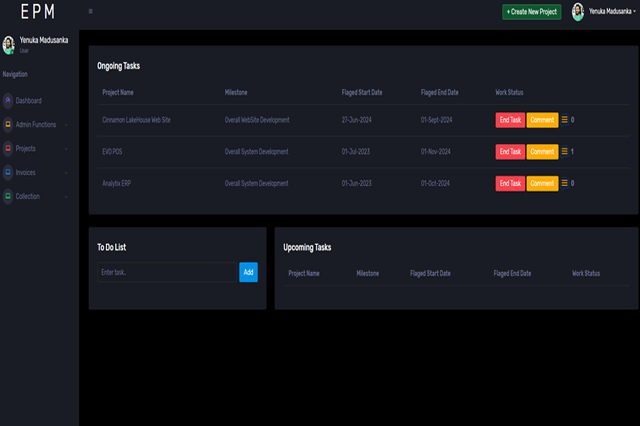 EPM
+ Create New Project
Yenuka Madusanka
Yenuka Madusanka
User
Navigation
Dashboard
Admin Functions
Projects
Invoices
Collection
Ongoing Tasks
Project Name Milestone Flaged Start Date Flaged End Date Work Status
Cinnamon LakeHouse Web Site Overall WebSite Development 27-Jun-2024 01-Sept-2024 End Task Comment 0
EVO POS Overall System Development 01-Jul-2023 01-Nov-2024 End Task Comment 1
Analytix ERP Overall System Development 01-Jun-2023 01-Oct-2024 End Task Comment 0
To Do List
Enter task..
Add
Upcoming Tasks
Project Name Milestone Flaged Start Date Flaged End Date Work Status